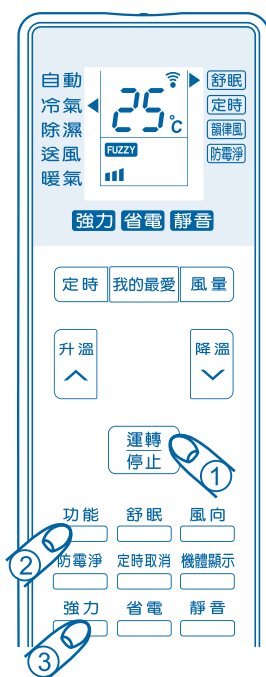 自動 舒眠
冷氣 25℃ 定時
除濕 韻律風
送風 FUZZY 防霉淨
暖氣
強力 省電 靜音
定時 我的最愛 風量
升溫 降溫
運轉
停止
1
功能 舒眠 風向
2
防霉淨 定時取消 機體顯示
強力 省電 靜音
3